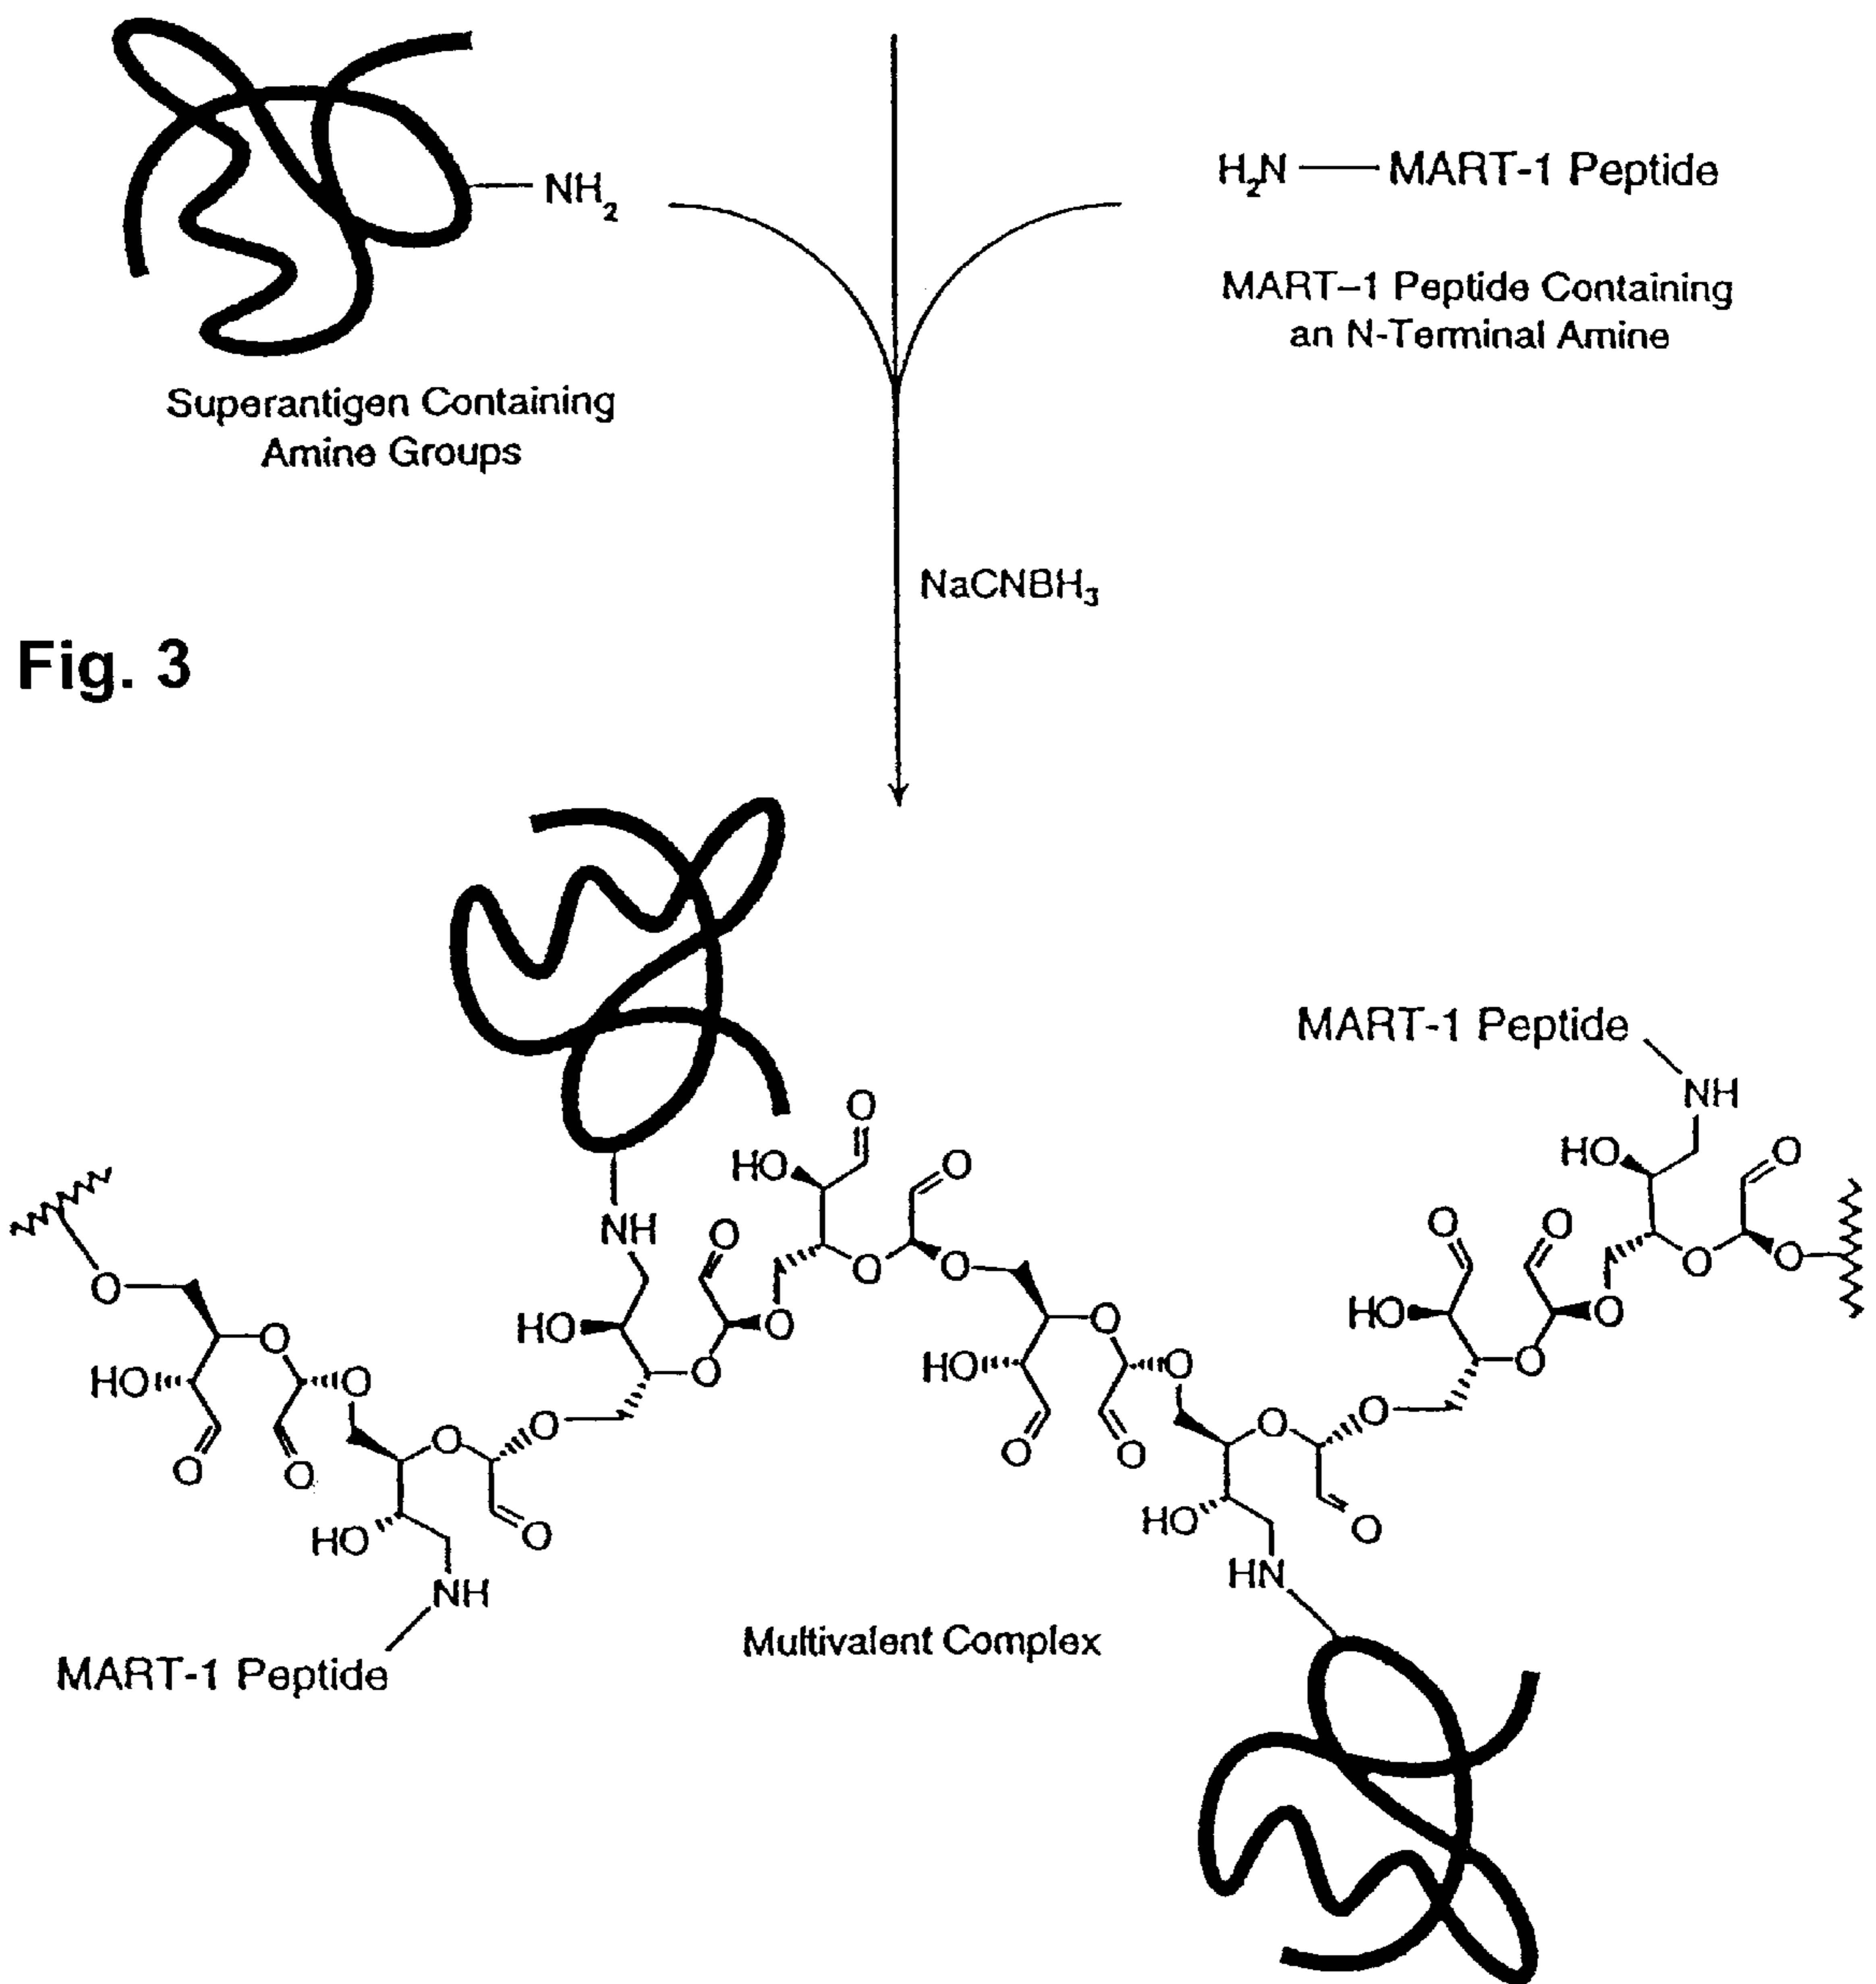 NH2
H2N — MART-1 Peptide
MART-1 Peptide Containing
an N-Terminal Amine
Superantigen Containing
Amine Groups
NaCNBH3
Fig. 3
MART-1 Peptide
NH
O
HO
O
HO
O
NH
O
O
O
O
O
O
O
O
O
HO
O
HO
O
O
O
HO
O
O
HO
O
O
O
O
O
O
O
O
O
O
HO
O
HO
O
HN
NH
Multivalent Complex
MART-1 Peptide